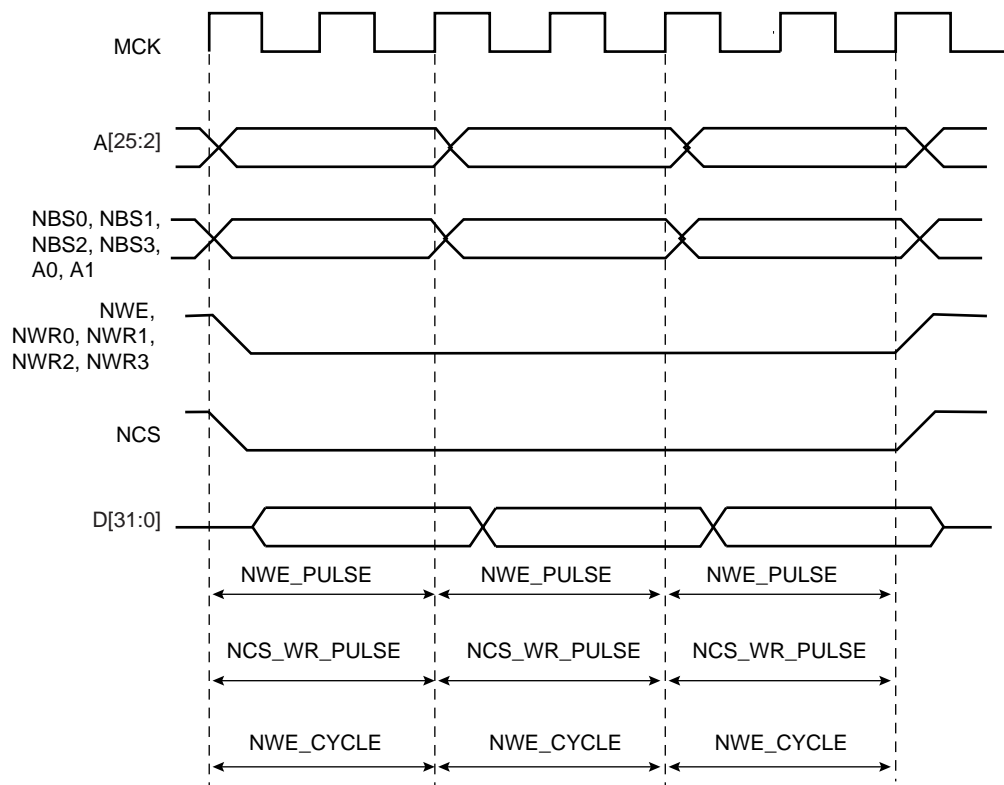 MCK
A[25:2]
NBS0, NBS1,
NBS2, NBS3,
A0, A1
NWE,
NWR0, NWR1,
NWR2, NWR3
NCS
D[31:0]
NWE_PULSE NWE_PULSE NWE_PULSE
NCS_WR_PULSE NCS_WR_PULSE NCS_WR_PULSE
NWE_CYCLE NWE_CYCLE NWE_CYCLE